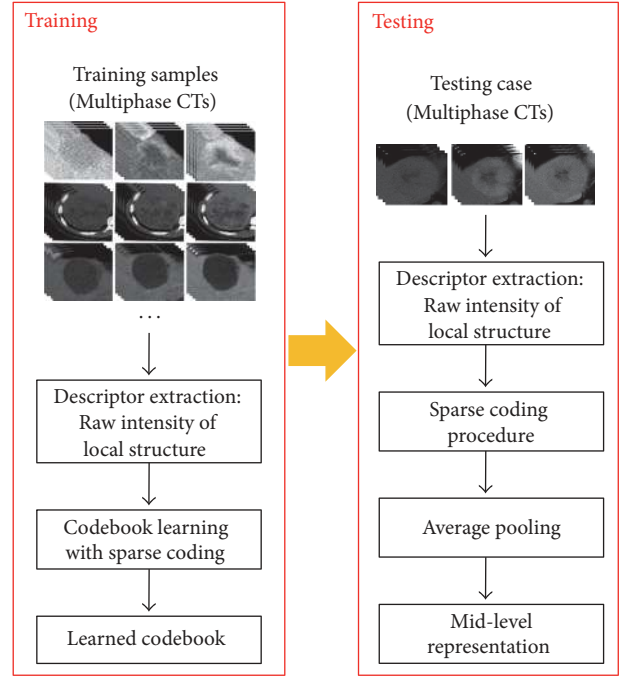 Training
Training samples
(Multiphase CTs)
...
Descriptor extraction:
Raw intensity of
local structure
Codebook learning
with sparse coding
Learned codebook
Testing
Testing case
(Multiphase CTs)
Descriptor extraction:
Raw intensity of
local structure
Sparse coding
procedure
Average pooling
Mid-level
representation